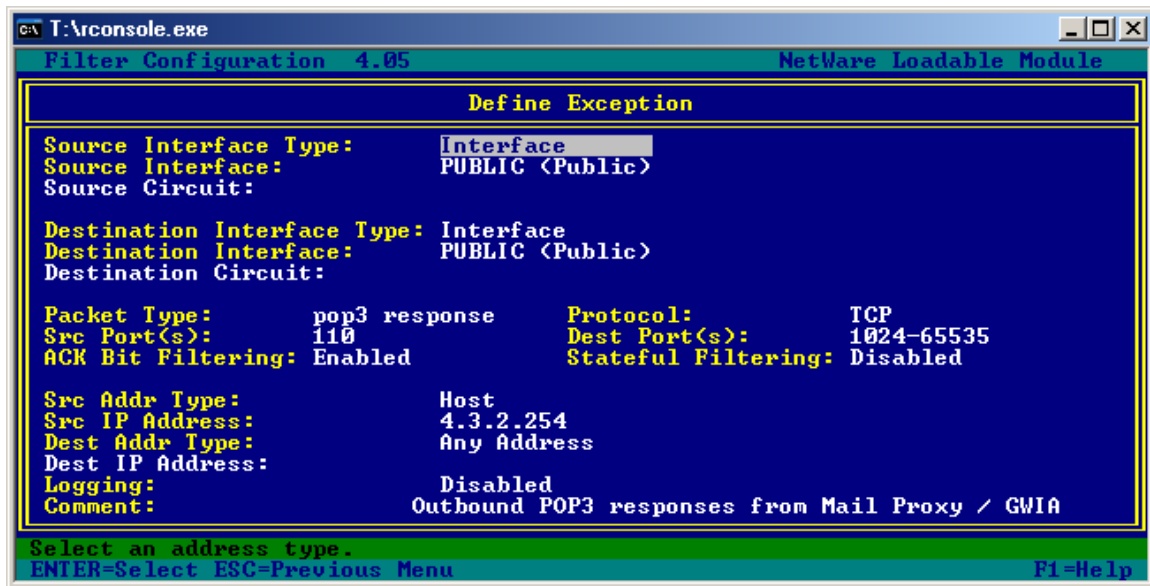 T:\rconsole.exe
Filter Configuration 4.05 NetWare Loadable Module
Define Exception
Source Interface Type: Interface
Source Interface: PUBLIC (Public)
Source Circuit:
Destination Interface Type: Interface
Destination Interface: PUBLIC (Public)
Destination Circuit:
Packet Type: pop3 response Protocol: TCP
Src Port(s): 110 Dest Port(s): 1024-65535
ACK Bit Filtering: Enabled Stateful Filtering: Disabled
Src Addr Type: Host
Src IP Address: 4.3.2.254
Dest Addr Type: Any Address
Dest IP Address:
Logging: Disabled
Comment: Outbound POP3 responses from Mail Proxy / GWIA
Select an address type.
ENTER=Select ESC=Previous Menu F1=Help